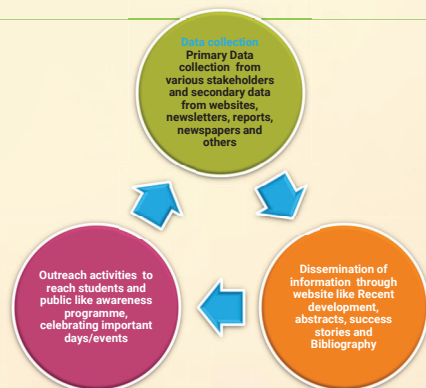 Data collection
Primary Data
collection from
various stakeholders
and secondary data
from websites,
newsletters, reports,
newspapers and
others
Dissemination of
information through
website like Recent
development,
abstracts, success
stories and
Bibliography
Outreach activities to
reach students and
public like awareness
programme,
celebrating important
days/events